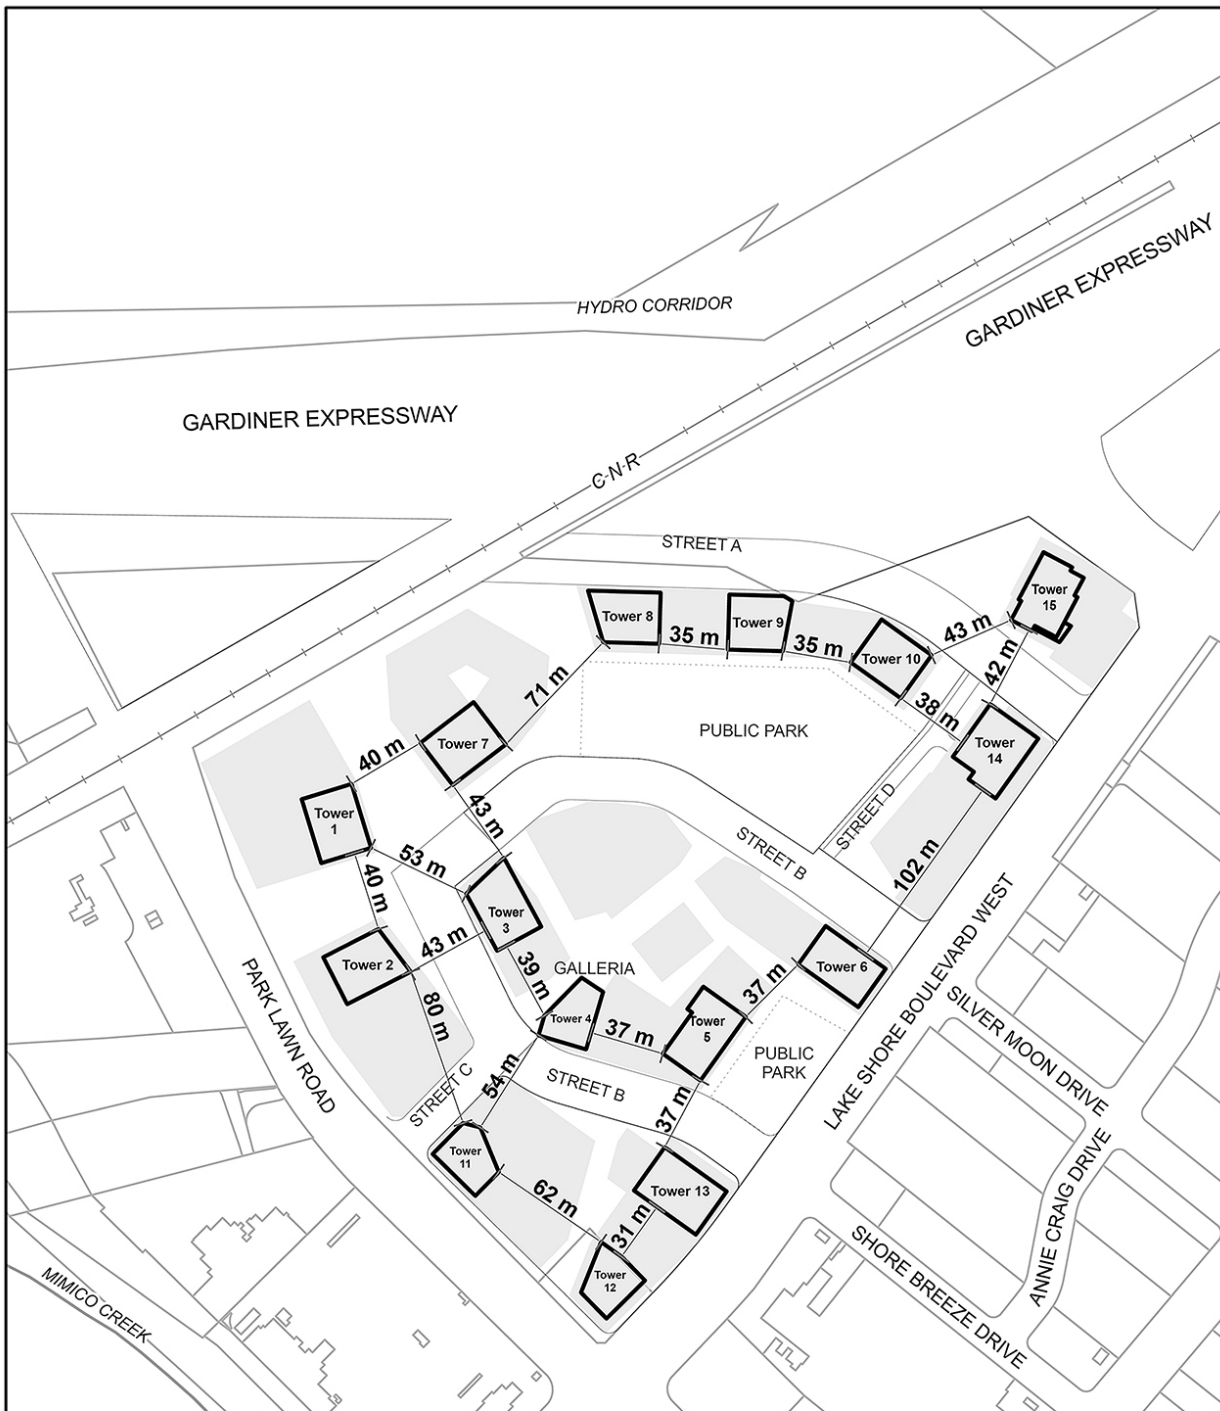 HYDRO CORRIDOR
GARDINER EXPRESSWAY
GARDINER EXPRESSWAY
C-N-R
STREET A
Tower
15
Tower 8
Tower 9
35 m
35 m
Tower 10
43 m
42 m
71 m
38 m
PUBLIC PARK
Tower 7
40 m
Tower
14
Tower
1
43 m
STREET D
STREET B
53 m
40 m
102 m
Tower
3
43 m
Tower 2
39 m
GALLERIA
Tower 6
37 m
80 m
Tower 4
37 m
Tower
5
PUBLIC
PARK
PARK LAWN ROAD
LAKE SHORE BOULEVARD WEST
SILVER MOON DRIVE
54 m
STREET C
STREET B
37 m
Tower
11
62 m
Tower 13
31 m
Tower
12
ANNIE CRAIG DRIVE
SHORE BREEZE DRIVE
MIMICO CREEK